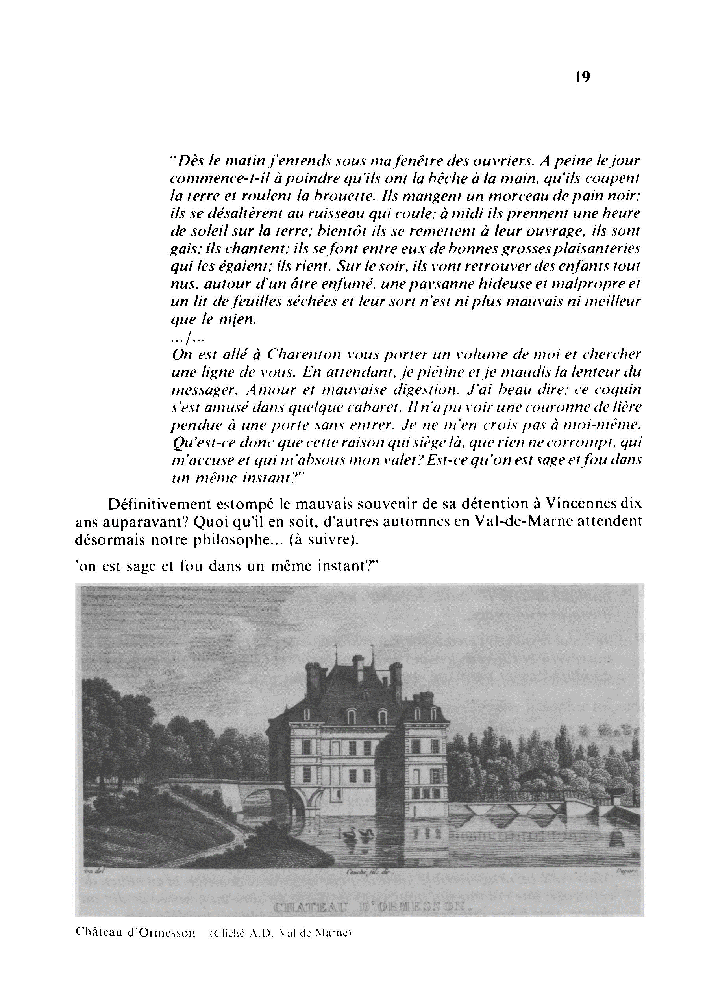 19
“Dès le matin j'entends sous ma fenêtre des ouvriers. A peine le jour
commence-t-il à poindre qu'ils ont la bêche à la main, qu'ils coupent
la terre et roulent la brouette. Ils mangent un morceau de pain noir;
ils se désaltèrent au ruisseau qui coule; à midi ils prennent une heure
de soleil sur la terre; bientôt ils se remettent à leur ouvrage, ils sont
gais; ils chantent; ils se font entre eux de bonnes grosses plaisanteries
qui les égaient; ils rient. Sur le soir, ils vont retrouver des enfants tout
nus, autour d'un âtre enfumé, une paysanne hideuse et malpropre et
un lit de feuilles séchées et leur sort n'est ni plus mauvais ni meilleur
que le mien.
.../...
On est allé à Charenton vous porter un volume de moi et chercher
une ligne de vous. En attendant, je piétine et je maudis la lenteur du
messager. Amour et mauvaise digestion. J'ai beau dire; ce coquin
s'est amusé dans quelque cabaret. Il n'a pu voir une couronne de lière
pendue à une porte sans entrer. Je ne m'en crois pas à moi-même.
Qu'est-ce donc que cette raison qui siège là, que rien ne corrompt, qui
m'accuse et qui m'absous mon valet? Est-ce qu'on est sage et fou dans
un même instant?”
Définitivement estompé le mauvais souvenir de sa détention à Vincennes dix
ans auparavant? Quoi qu'il en soit, d'autres automnes en Val-de-Marne attendent
désormais notre philosophe... (à suivre).
'on est sage et fou dans un même instant?”
Couché fils dir.
Duparc
CHATEAU D'ORMESSON.
Château d'Ormesson - (Cliché A.D. Val-de-Marne)